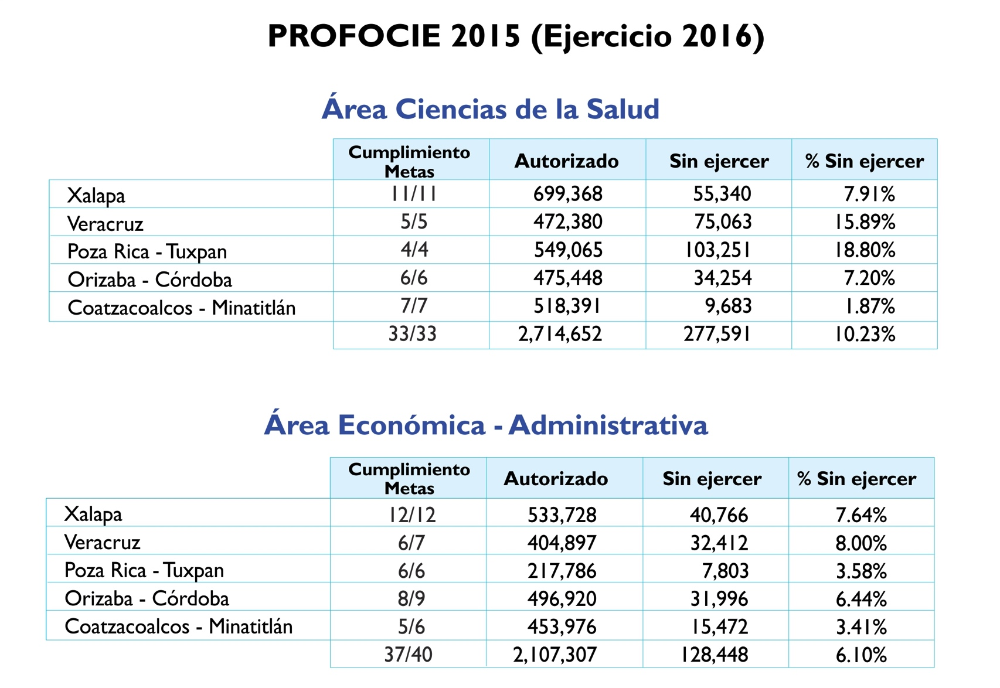 PROFOCIE 2015 (Ejercicio 2016)
Área Ciencias de la Salud
Cumplimiento Metas Autorizado Sin ejercer % Sin ejercer
Xalapa 11/11 699,368 55,340 7.91%
Veracruz 5/5 472,380 75,063 15.89%
Poza Rica - Tuxpan 4/4 549,065 103,251 18.80%
Orizaba - Córdoba 6/6 475,448 34,254 7.20%
Coatzacoalcos - Minatitlán 7/7 518,391 9,683 1.87%
33/33 2,714,652 277,591 10.23%
Área Económica - Administrativa
Cumplimiento Metas Autorizado Sin ejercer % Sin ejercer
Xalapa 12/12 533,728 40,766 7.64%
Veracruz 6/7 404,897 32,412 8.00%
Poza Rica - Tuxpan 6/6 217,786 7,803 3.58%
Orizaba - Córdoba 8/9 496,920 31,996 6.44%
Coatzacoalcos - Minatitlán 5/6 453,976 15,472 3.41%
37/40 2,107,307 128,448 6.10%